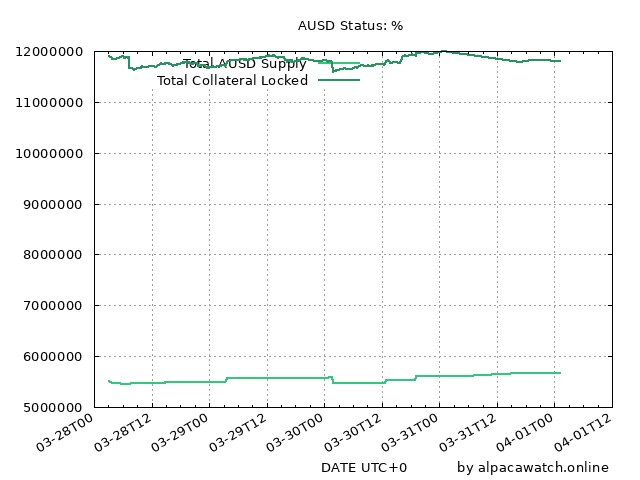 AUSD Status: %
12000000
Total AUSD Supply
Total Collateral Locked
11000000
10000000
9000000
8000000
7000000
6000000
5000000
03-28T00
03-28T12
03-29T00
03-29T12
03-30T00
03-30T12
03-31T00
03-31T12
04-01T00
04-01T12
DATE UTC+0
by alpacawatch.online